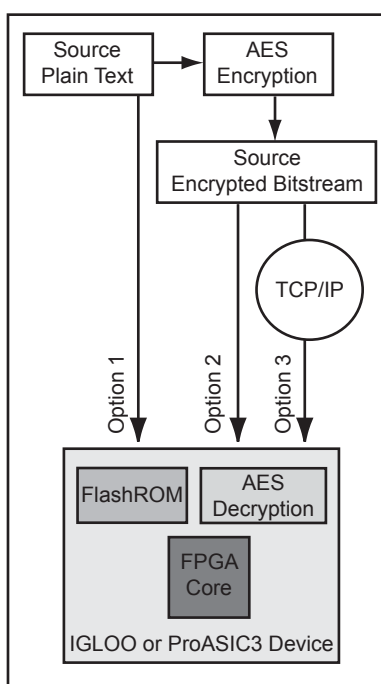 Source
Plain Text
AES
Encryption
Source
Encrypted Bitstream
TCP/IP
Option 1
Option 2
Option 3
FlashROM
AES
Decryption
FPGA
Core
IGLOO or ProASIC3 Device